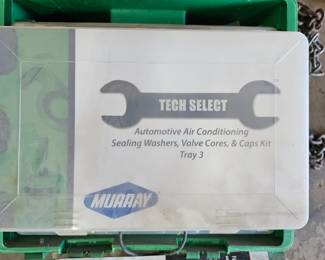 TECH SELECT
Automotive Air Conditioning
Sealing Washers, Valve Cores, & Caps Kit
Tray 3
MURRAY